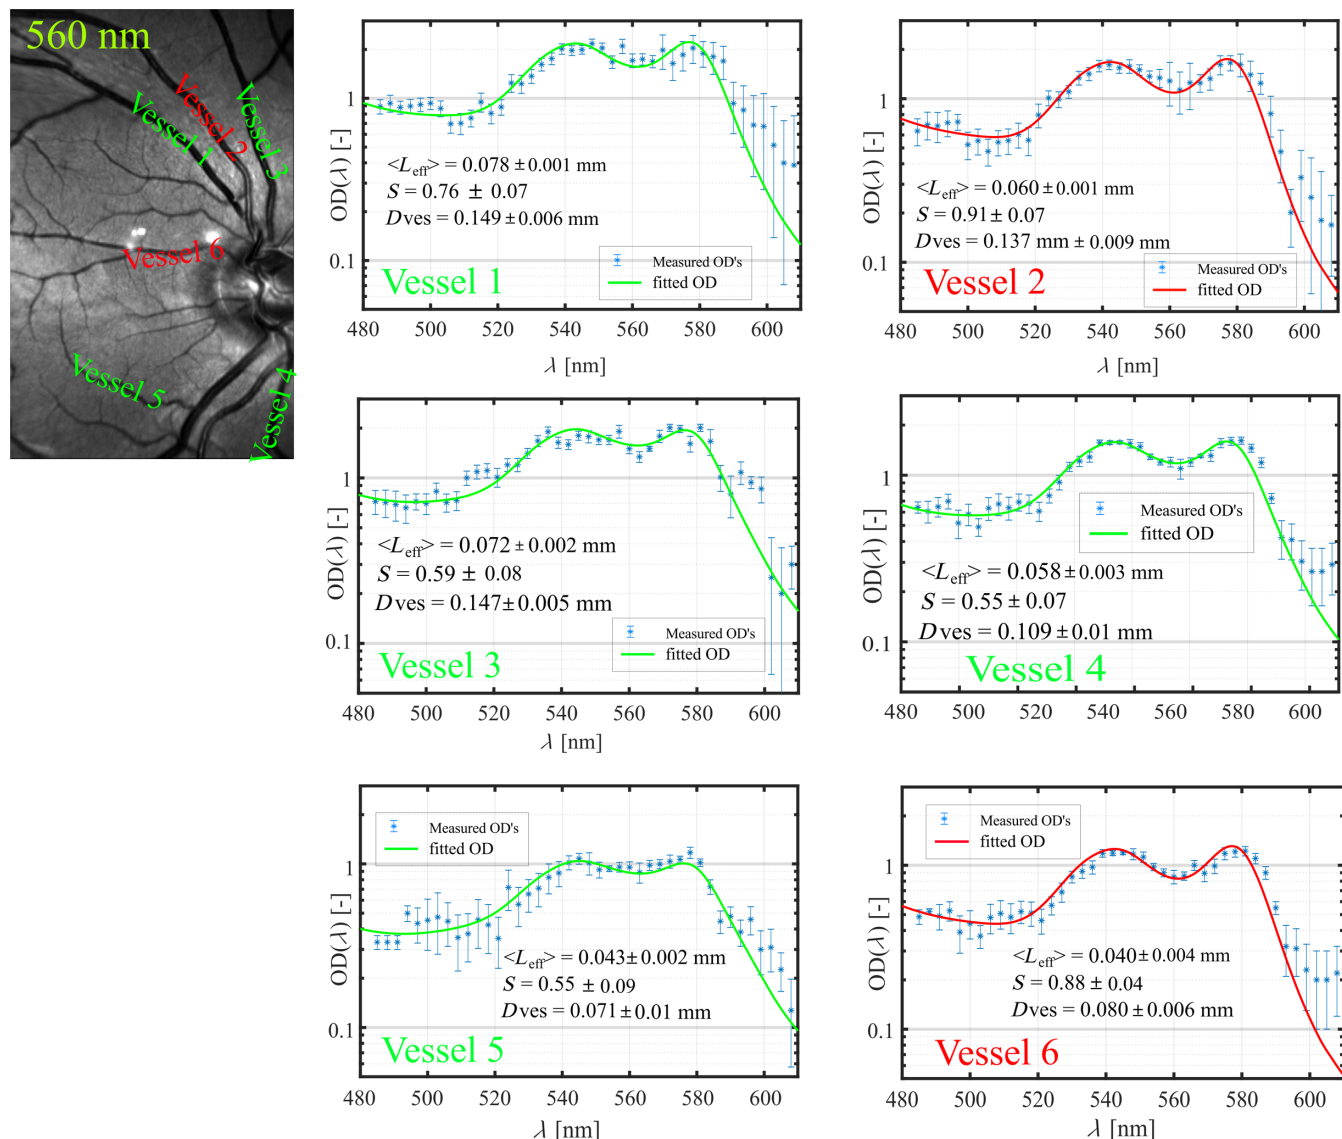 560 nm
Vessel 1
Vessel 2
Vessel 3
Vessel 6
Vessel 5
Vessel 4
OD(λ) [-]
1
0.1
<L_eff> = 0.078 ± 0.001 mm
S = 0.76 ± 0.07
Dves = 0.149 ± 0.006 mm
Measured OD's
fitted OD
Vessel 1
480 500 520 540 560 580 600
λ [nm]
OD(λ) [-]
1
0.1
<L_eff> = 0.060 ± 0.001 mm
S = 0.91 ± 0.07
Dves = 0.137 mm ± 0.009 mm
Measured OD's
fitted OD
Vessel 2
480 500 520 540 560 580 600
λ [nm]
OD(λ) [-]
1
0.1
<L_eff> = 0.072 ± 0.002 mm
S = 0.59 ± 0.08
Dves = 0.147 ± 0.005 mm
Measured OD's
fitted OD
Vessel 3
480 500 520 540 560 580 600
λ [nm]
OD(λ) [-]
1
0.1
Measured OD's
fitted OD
<L_eff> = 0.058 ± 0.003 mm
S = 0.55 ± 0.07
Dves = 0.109 ± 0.01 mm
Vessel 4
480 500 520 540 560 580 600
OD(λ) [-]
1
0.1
Measured OD's
fitted OD
<L_eff> = 0.043 ± 0.002 mm
S = 0.55 ± 0.09
Dves = 0.071 ± 0.01 mm
Vessel 5
480 500 520 540 560 580 600
λ [nm]
OD(λ) [-]
1
0.1
Measured OD's
fitted OD
<L_eff> = 0.040 ± 0.004 mm
S = 0.88 ± 0.04
Dves = 0.080 ± 0.006 mm
Vessel 6
480 500 520 540 560 580 600
λ [nm]